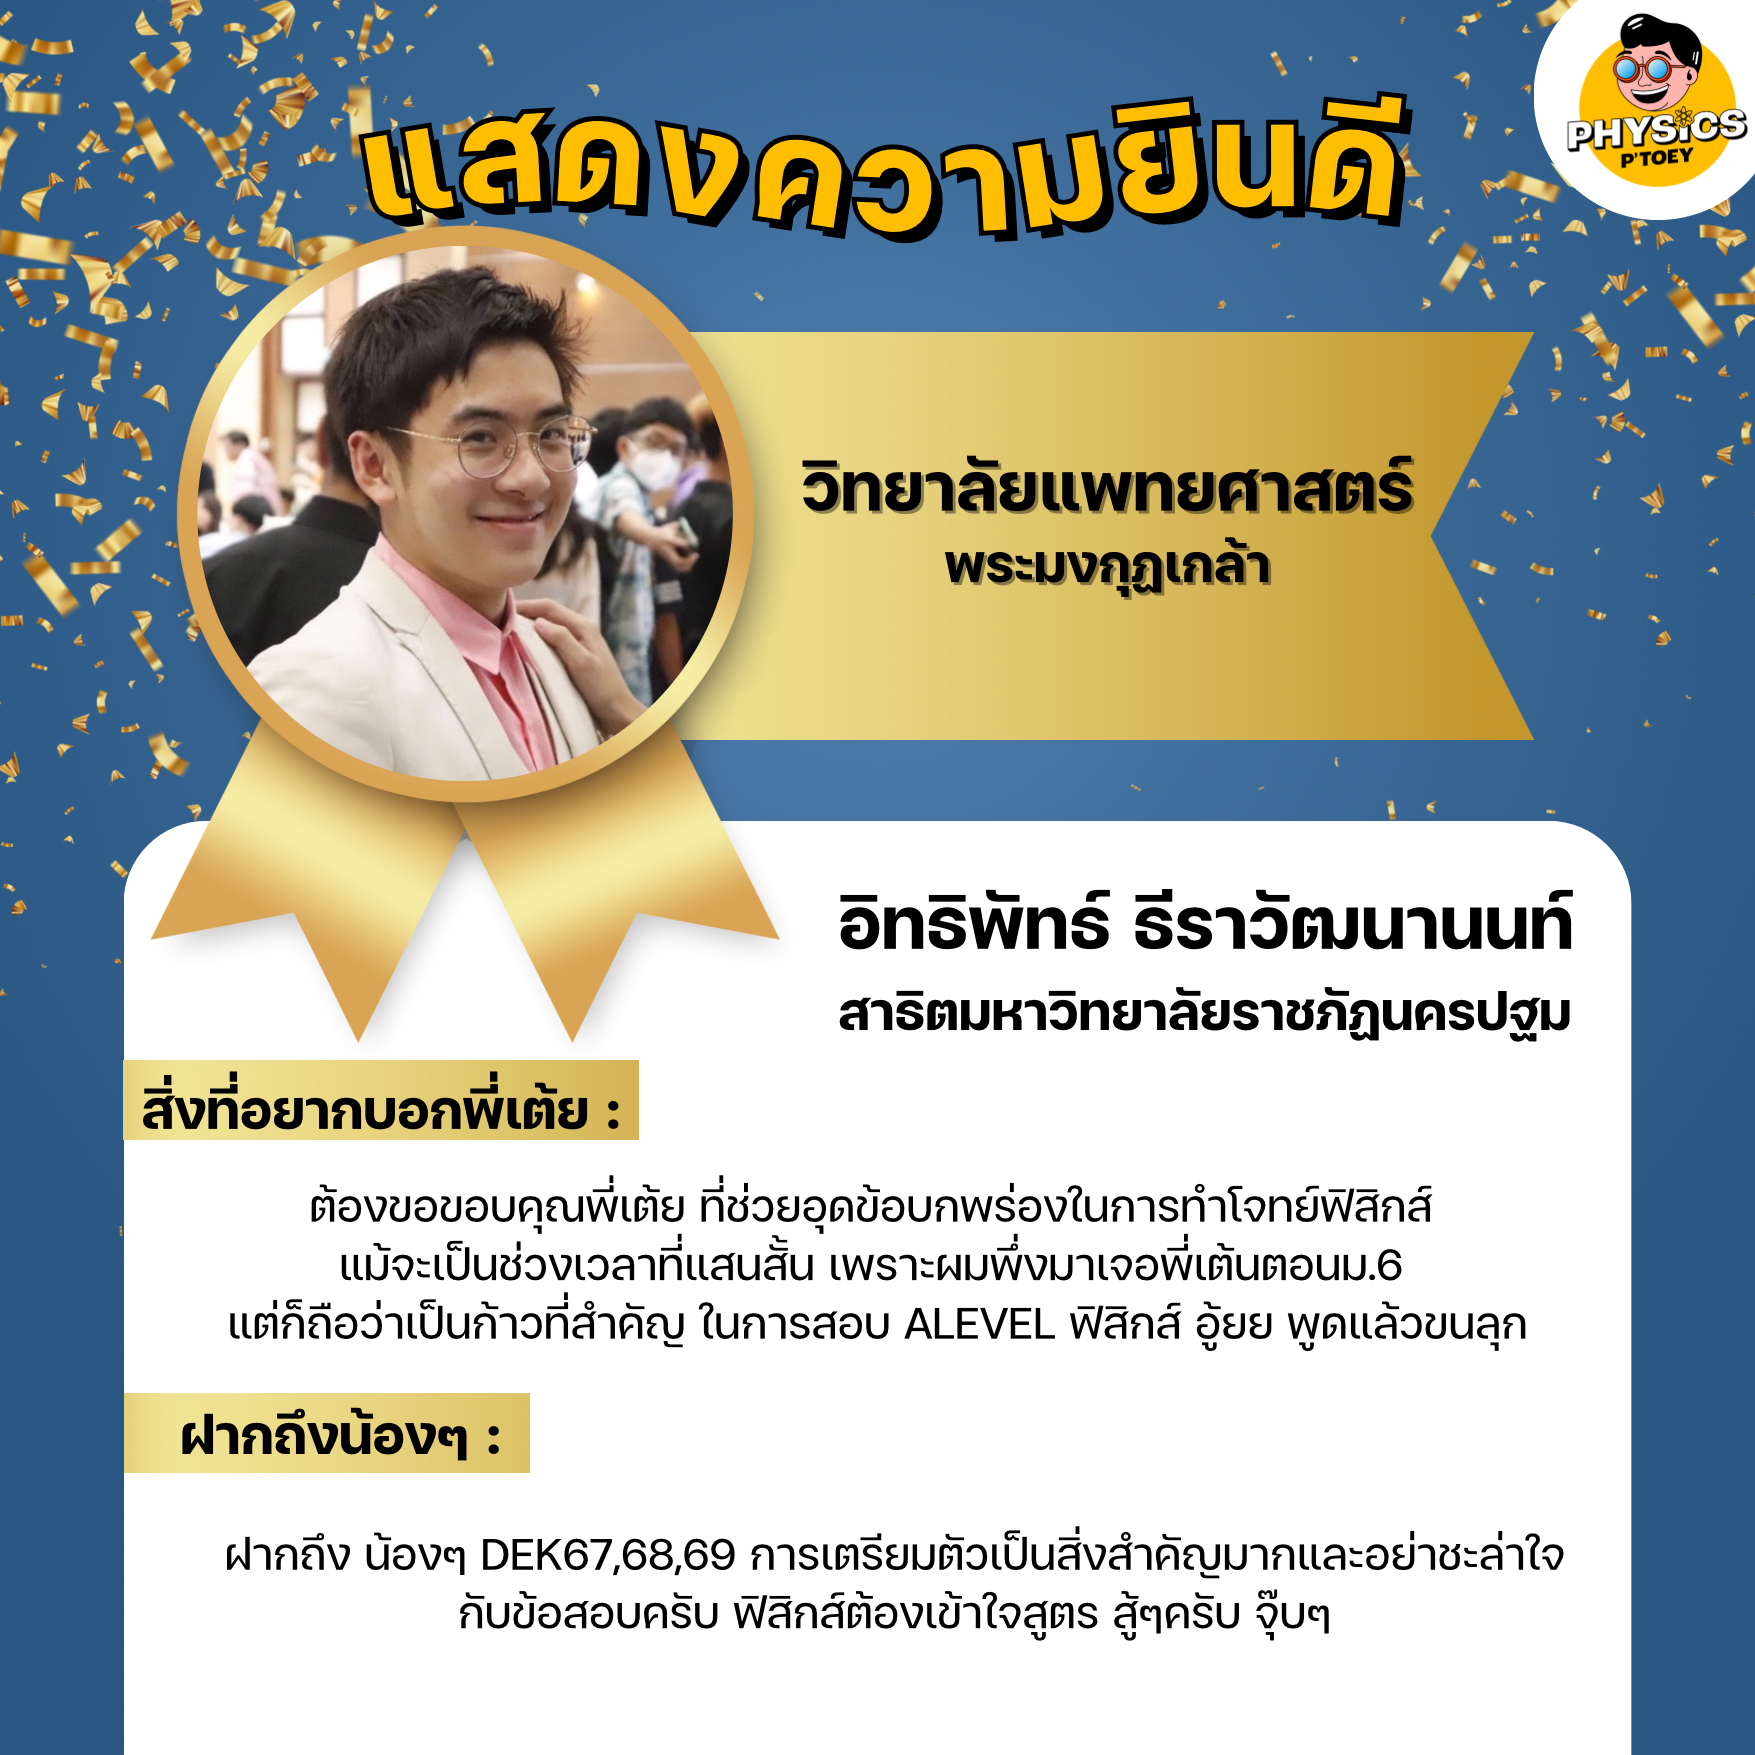 แสดงความยินดี
PHYSICS
P'TOEY
วิทยาลัยแพทยศาสตร์
พระมงกุฏเกล้า
อิทธิพัทธ์ ธีราวัฒนานนท์
สาธิตมหาวิทยาลัยราชภัฏนครปฐม
สิ่งที่อยากบอกพี่เต้ย :
ต้องขอขอบคุณพี่เต้ย ที่ช่วยอุดข้อบกพร่องในการทำโจทย์ฟิสิกส์
แม้จะเป็นช่วงเวลาที่แสนสั้น เพราะผมพึ่งมาเจอพี่เต้นตอนม.6
แต่ก็ถือว่าเป็นก้าวที่สำคัญ ในการสอบ ALEVEL ฟิสิกส์ อู้ยย พูดแล้วขนลุก
ฝากถึงน้องๆ :
ฝากถึง น้องๆ DEK67,68,69 การเตรียมตัวเป็นสิ่งสำคัญมากและอย่าชะล่าใจ
กับข้อสอบครับ ฟิสิกส์ต้องเข้าใจสูตร สู้ๆครับ จุ๊บๆ